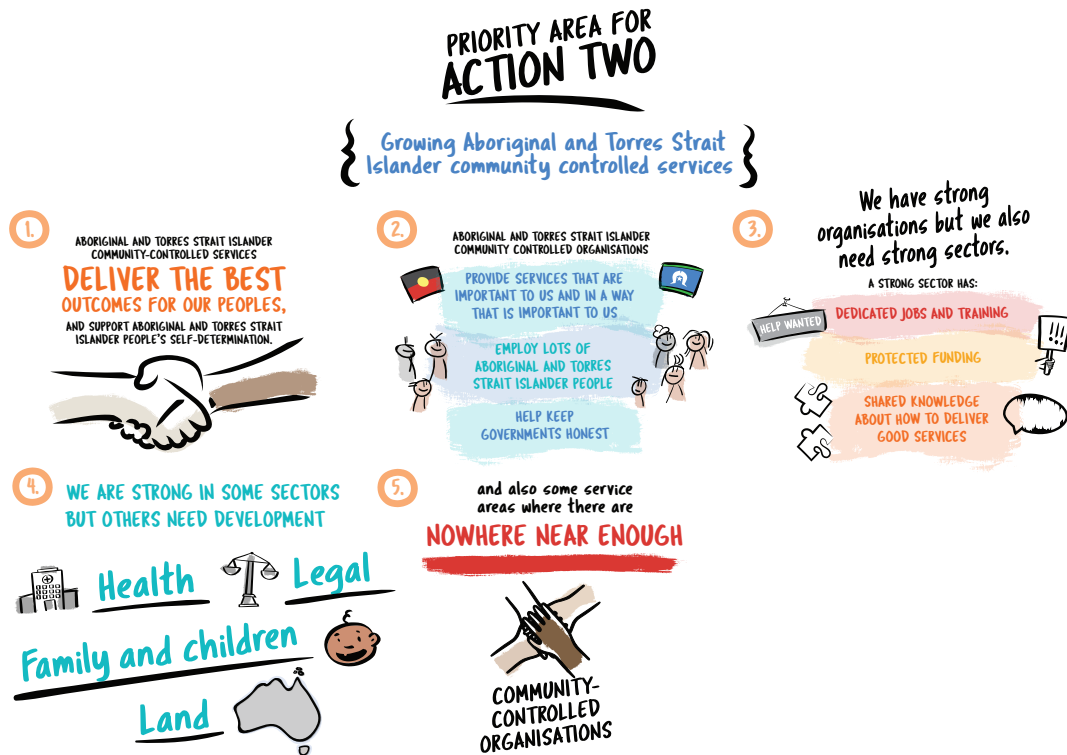 PRIORITY AREA FOR
ACTION TWO
Growing Aboriginal and Torres Strait
Islander community controlled services
1.
ABORIGINAL AND TORRES STRAIT ISLANDER
COMMUNITY-CONTROLLED SERVICES
DELIVER THE BEST
OUTCOMES FOR OUR PEOPLES,
AND SUPPORT ABORIGINAL AND TORRES STRAIT
ISLANDER PEOPLE'S SELF-DETERMINATION.
2.
ABORIGINAL AND TORRES STRAIT ISLANDER
COMMUNITY CONTROLLED ORGANISATIONS
PROVIDE SERVICES THAT ARE
IMPORTANT TO US AND IN A WAY
THAT IS IMPORTANT TO US
EMPLOY LOTS OF
ABORIGINAL AND TORRES
STRAIT ISLANDER PEOPLE
HELP KEEP
GOVERNMENTS HONEST
3.
We have strong
organisations but we also
need strong sectors.
A STRONG SECTOR HAS:
HELP WANTED
DEDICATED JOBS AND TRAINING
PROTECTED FUNDING
SHARED KNOWLEDGE
ABOUT HOW TO DELIVER
GOOD SERVICES
4.
WE ARE STRONG IN SOME SECTORS
BUT OTHERS NEED DEVELOPMENT
Health
Legal
Family and children
Land
5.
and also some service
areas where there are
NOWHERE NEAR ENOUGH
COMMUNITY-
CONTROLLED
ORGANISATIONS